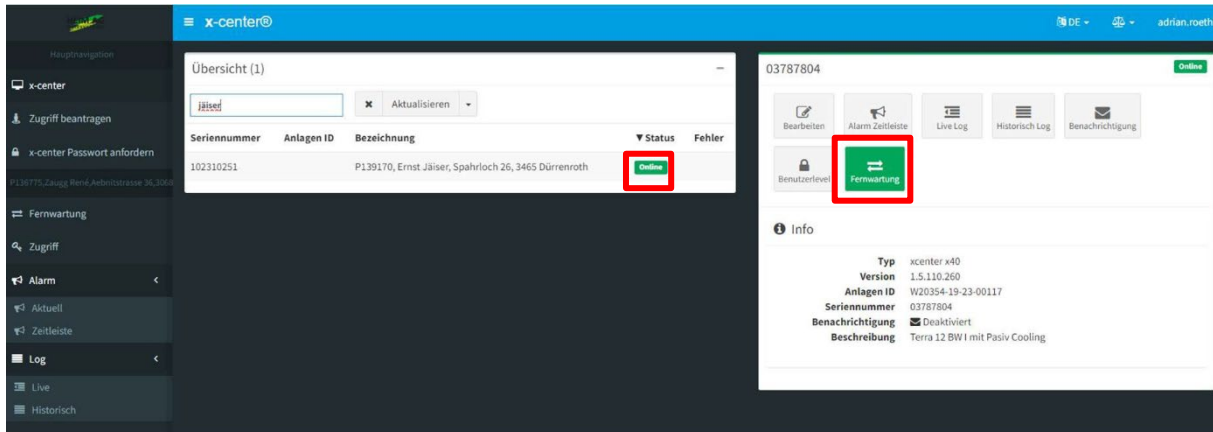 ≡ x-center®
DE
adrian.roeth
Hauptnavigation
x-center
Zugriff beantragen
x-center Passwort anfordern
P136775,Zaugg René,Aebnitstrasse 36,3068
Fernwartung
Zugriff
Alarm
Aktuell
Zeitleiste
Log
Live
Historisch
Übersicht (1)
jäiser
Aktualisieren
Seriennummer Anlagen ID Bezeichnung ▼ Status Fehler
102310251 P139170, Ernst Jäiser, Spahrloch 26, 3465 Dürrenroth Online
03787804 Online
Bearbeiten Alarm Zeitleiste Live Log Historisch Log Benachrichtigung
Benutzerlevel Fernwartung
Info
Typ xcenter x40
Version 1.5.110.260
Anlagen ID W20354-19-23-00117
Seriennummer 03787804
Benachrichtigung Deaktiviert
Beschreibung Terra 12 BW I mit Pasiv Cooling